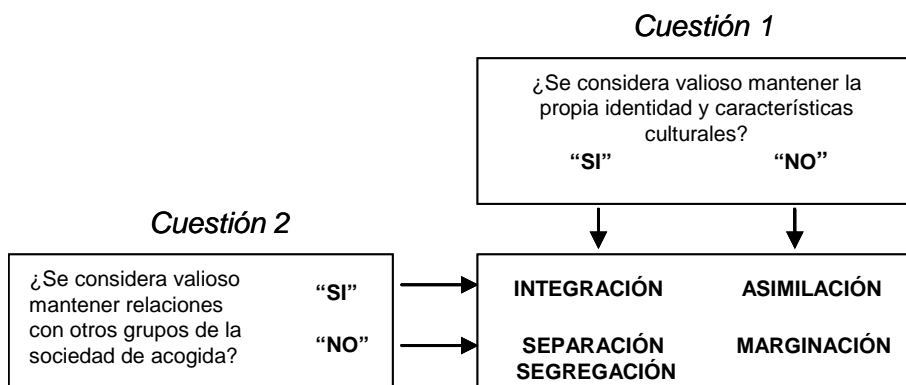 Cuestión 1
¿Se considera valioso mantener la
propia identidad y características
culturales?
“SI” “NO”
Cuestión 2
¿Se considera valioso
mantener relaciones
con otros grupos de la
sociedad de acogida?
“SI”
“NO”
INTEGRACIÓN ASIMILACIÓN
SEPARACIÓN MARGINACIÓN
SEGREGACIÓN